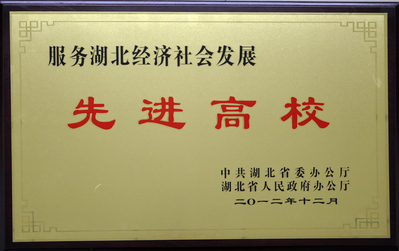 服务湖北经济社会发展
先进高校
中共湖北省委办公厅
湖北省人民政府办公厅
二〇一二年十二月